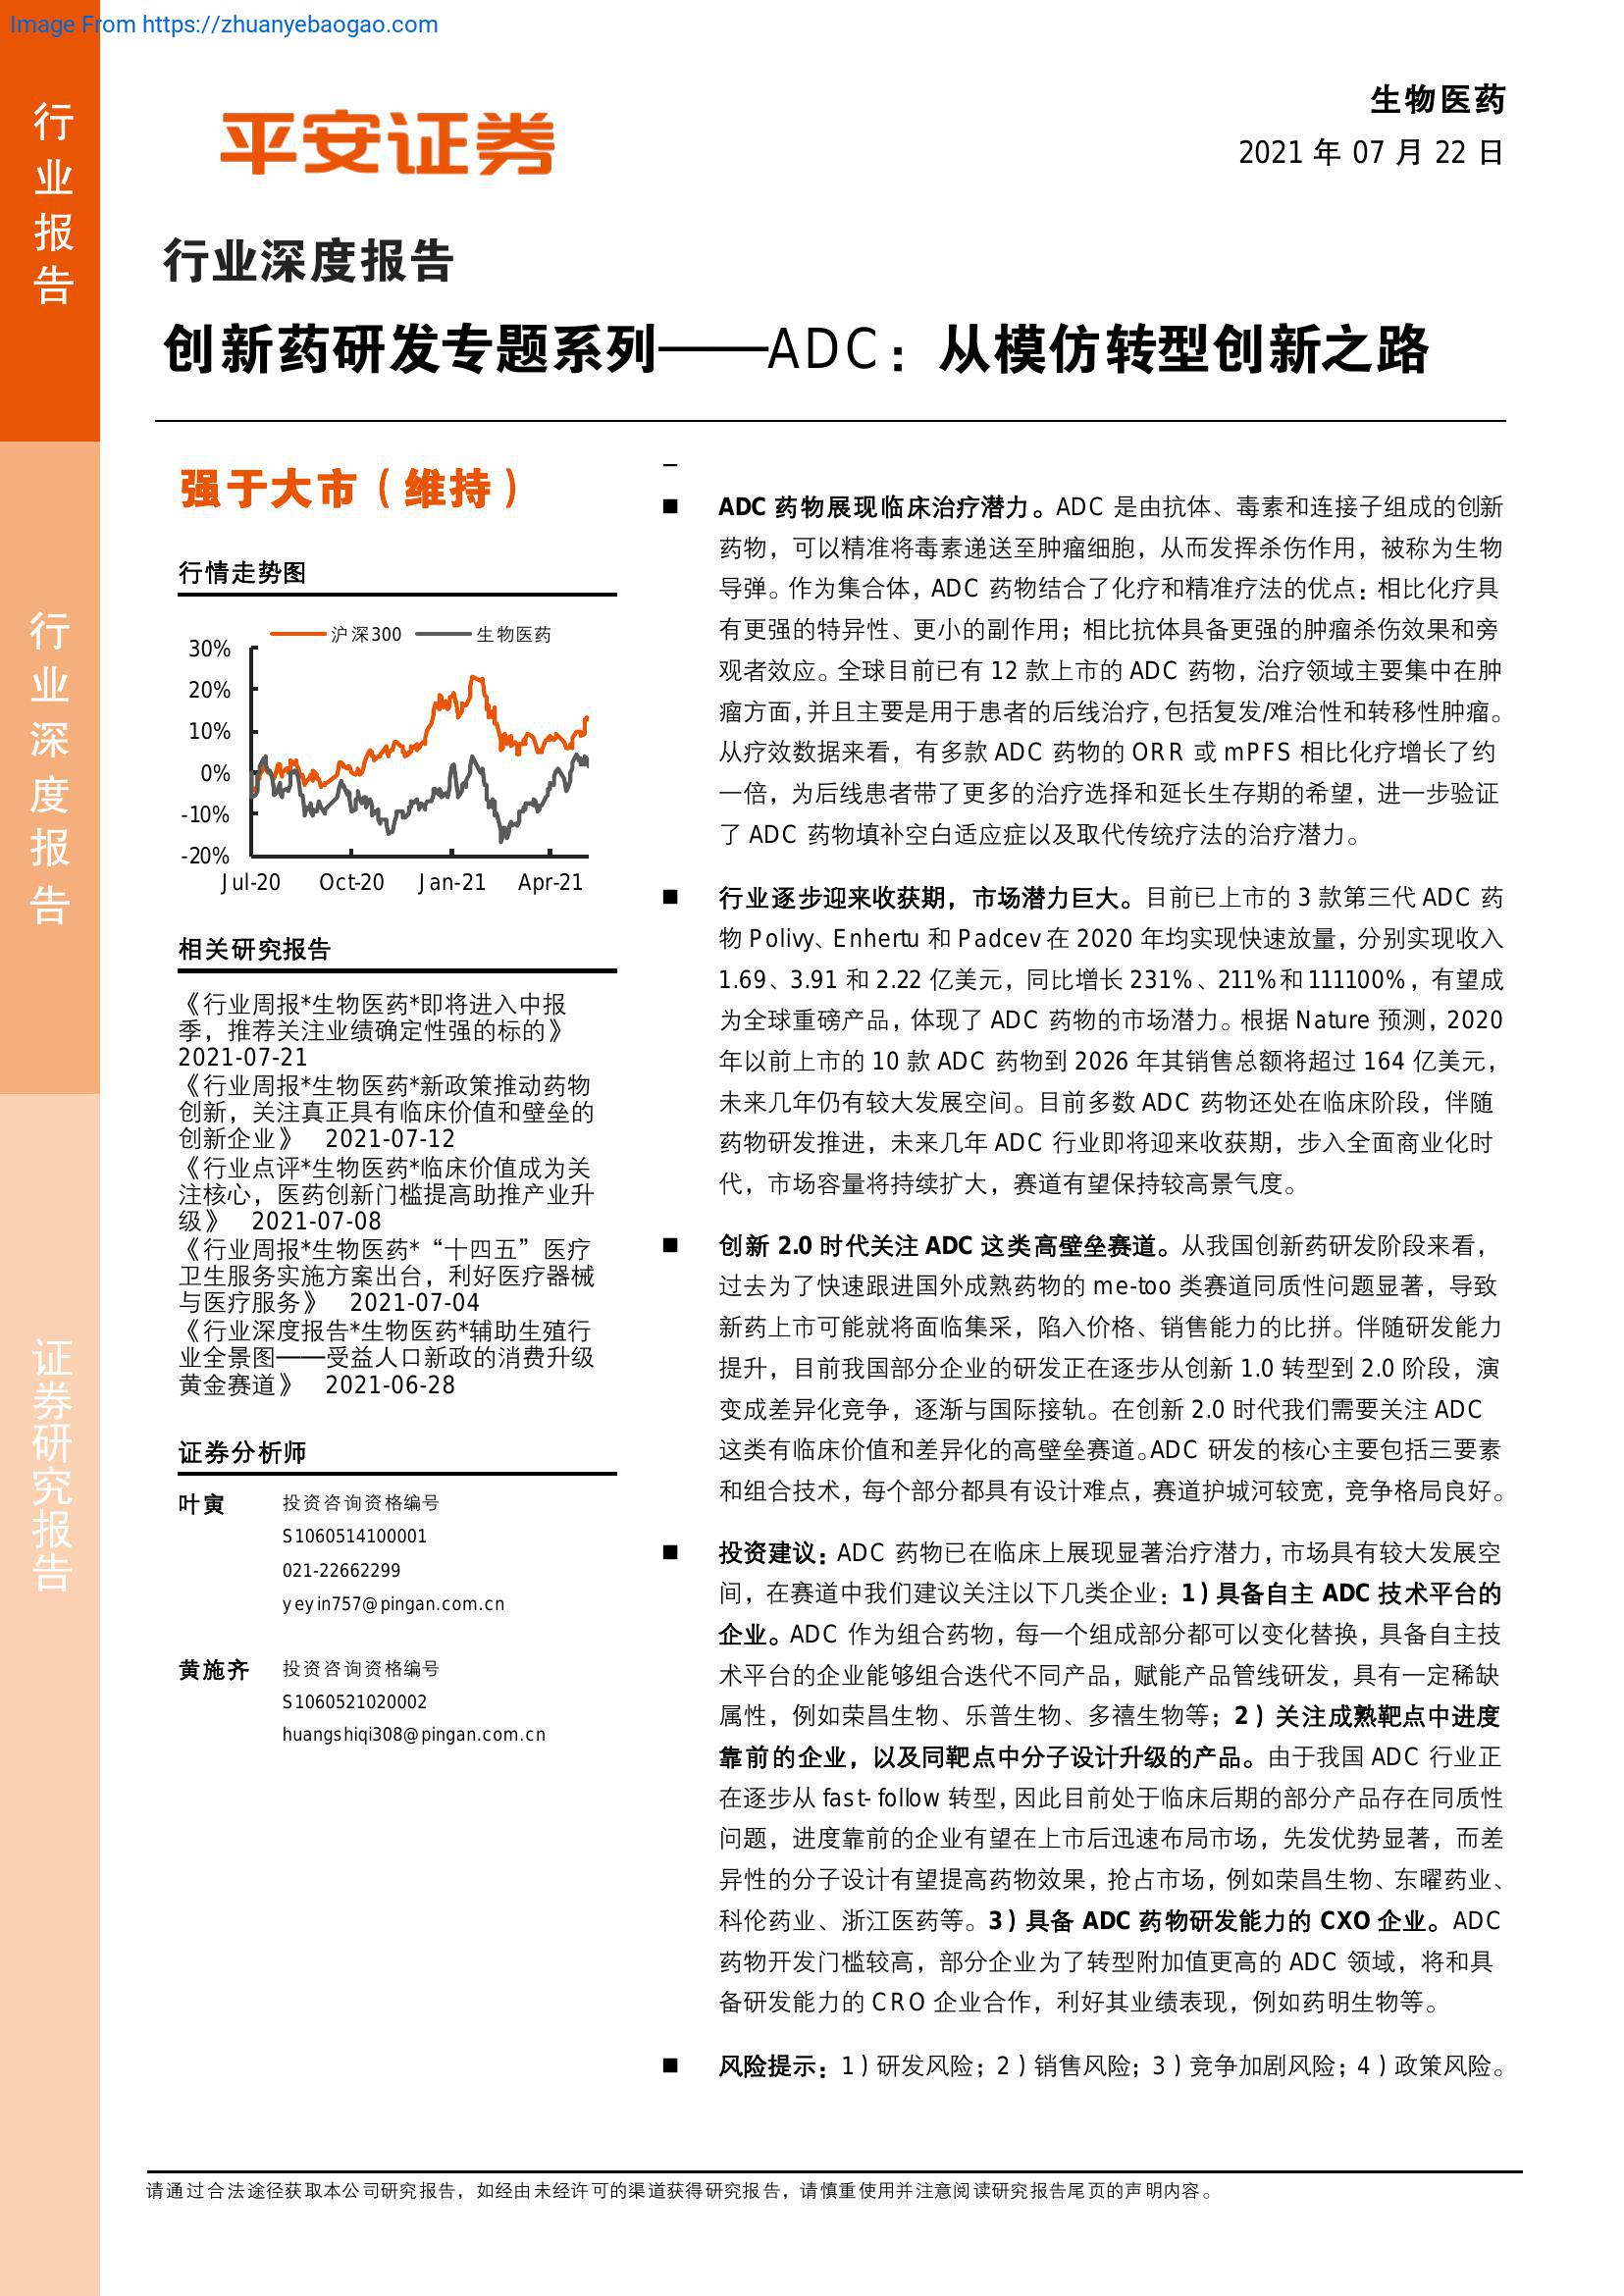 Image From https://zhuanyebaogao.com
行业报告
行业深度报告
证券研究报告
平安证券
生物医药
2021 年 07 月 22 日
行业深度报告
创新药研发专题系列——ADC：从模仿转型创新之路
强于大市（维持）
行情走势图
沪深300 生物医药
30%
20%
10%
0%
-10%
-20%
Jul-20 Oct-20 Jan-21 Apr-21
相关研究报告
《行业周报*生物医药*即将进入中报
季，推荐关注业绩确定性强的标的》
2021-07-21
《行业周报*生物医药*新政策推动药物
创新，关注真正具有临床价值和壁垒的
创新企业》 2021-07-12
《行业点评*生物医药*临床价值成为关
注核心，医药创新门槛提高助推产业升
级》 2021-07-08
《行业周报*生物医药*“十四五”医疗
卫生服务实施方案出台，利好医疗器械
与医疗服务》 2021-07-04
《行业深度报告*生物医药*辅助生殖行
业全景图——受益人口新政的消费升级
黄金赛道》 2021-06-28
证券分析师
叶寅 投资咨询资格编号
S1060514100001
021-22662299
yeyin757@pingan.com.cn
黄施齐 投资咨询资格编号
S1060521020002
huangshiqi308@pingan.com.cn
–
■ ADC 药物展现临床治疗潜力。ADC 是由抗体、毒素和连接子组成的创新
药物，可以精准将毒素递送至肿瘤细胞，从而发挥杀伤作用，被称为生物
导弹。作为集合体，ADC 药物结合了化疗和精准疗法的优点：相比化疗具
有更强的特异性、更小的副作用；相比抗体具备更强的肿瘤杀伤效果和旁
观者效应。全球目前已有 12 款上市的 ADC 药物，治疗领域主要集中在肿
瘤方面，并且主要是用于患者的后线治疗，包括复发/难治性和转移性肿瘤。
从疗效数据来看，有多款 ADC 药物的 ORR 或 mPFS 相比化疗增长了约
一倍，为后线患者带了更多的治疗选择和延长生存期的希望，进一步验证
了 ADC 药物填补空白适应症以及取代传统疗法的治疗潜力。
■ 行业逐步迎来收获期，市场潜力巨大。目前已上市的 3 款第三代 ADC 药
物 Polivy、Enhertu 和 Padcev 在 2020 年均实现快速放量，分别实现收入
1.69、3.91 和 2.22 亿美元，同比增长 231%、211%和 111100%，有望成
为全球重磅产品，体现了 ADC 药物的市场潜力。根据 Nature 预测，2020
年以前上市的 10 款 ADC 药物到 2026 年其销售总额将超过 164 亿美元，
未来几年仍有较大发展空间。目前多数 ADC 药物还处在临床阶段，伴随
药物研发推进，未来几年 ADC 行业即将迎来收获期，步入全面商业化时
代，市场容量将持续扩大，赛道有望保持较高景气度。
■ 创新 2.0 时代关注 ADC 这类高壁垒赛道。从我国创新药研发阶段来看，
过去为了快速跟进国外成熟药物的 me-too 类赛道同质性问题显著，导致
新药上市可能就将面临集采，陷入价格、销售能力的比拼。伴随研发能力
提升，目前我国部分企业的研发正在逐步从创新 1.0 转型到 2.0 阶段，演
变成差异化竞争，逐渐与国际接轨。在创新 2.0 时代我们需要关注 ADC
这类有临床价值和差异化的高壁垒赛道。ADC 研发的核心主要包括三要素
和组合技术，每个部分都具有设计难点，赛道护城河较宽，竞争格局良好。
■ 投资建议：ADC 药物已在临床上展现显著治疗潜力，市场具有较大发展空
间，在赛道中我们建议关注以下几类企业：1）具备自主 ADC 技术平台的
企业。ADC 作为组合药物，每一个组成部分都可以变化替换，具备自主技
术平台的企业能够组合迭代不同产品，赋能产品管线研发，具有一定稀缺
属性，例如荣昌生物、乐普生物、多禧生物等；2）关注成熟靶点中进度
靠前的企业，以及同靶点中分子设计升级的产品。由于我国 ADC 行业正
在逐步从 fast-follow 转型，因此目前处于临床后期的部分产品存在同质性
问题，进度靠前的企业有望在上市后迅速布局市场，先发优势显著，而差
异性的分子设计有望提高药物效果，抢占市场，例如荣昌生物、东曜药业、
科伦药业、浙江医药等。3）具备 ADC 药物研发能力的 CXO 企业。ADC
药物开发门槛较高，部分企业为了转型附加值更高的 ADC 领域，将和具
备研发能力的 CRO 企业合作，利好其业绩表现，例如药明生物等。
■ 风险提示：1）研发风险；2）销售风险；3）竞争加剧风险；4）政策风险。
请通过合法途径获取本公司研究报告，如经由未经许可的渠道获得研究报告，请慎重使用并注意阅读研究报告尾页的声明内容。